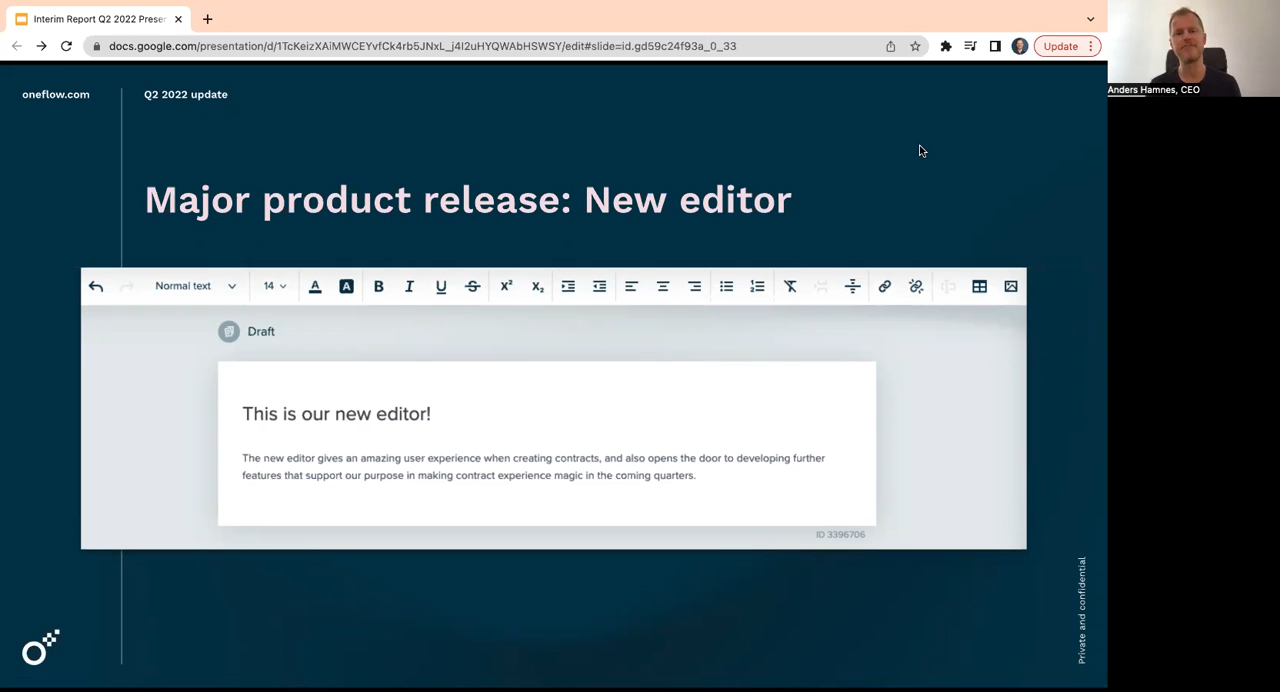 Interim Report Q2 2022 Preser
docs.google.com/presentation/d/1TcKeizXAiMWCEYvfCk4rb5JNxL_j4l2uHYQWAbHSWSY/edit#slide=id.gd59c24f93a_0_33
Update
Anders Hamnes, CEO
oneflow.com
Q2 2022 update
Major product release: New editor
Normal text
14
Draft
This is our new editor!
The new editor gives an amazing user experience when creating contracts, and also opens the door to developing further
features that support our purpose in making contract experience magic in the coming quarters.
ID 3396706
Private and confidential